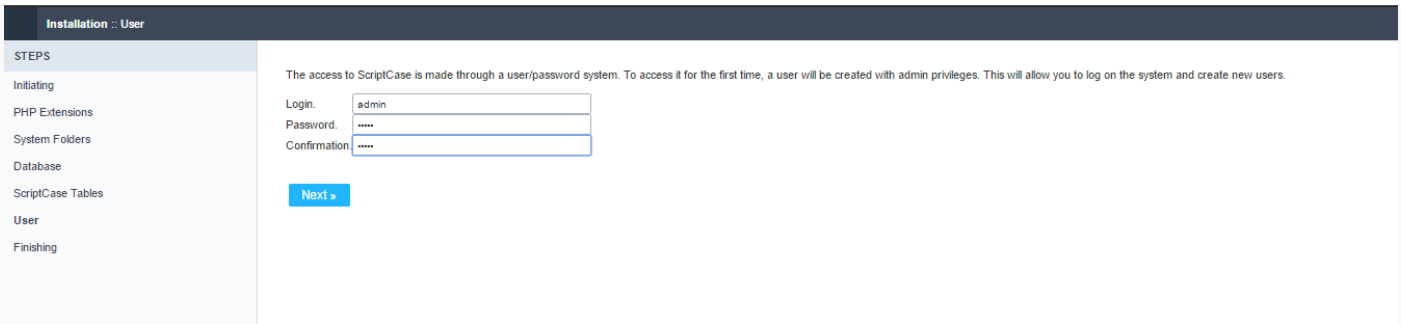 Installation :: User
STEPS
Initiating
PHP Extensions
System Folders
Database
ScriptCase Tables
User
Finishing
The access to ScriptCase is made through a user/password system. To access it for the first time, a user will be created with admin privileges. This will allow you to log on the system and create new users.
Login. admin
Password. •••••
Confirmation. •••••
Next »